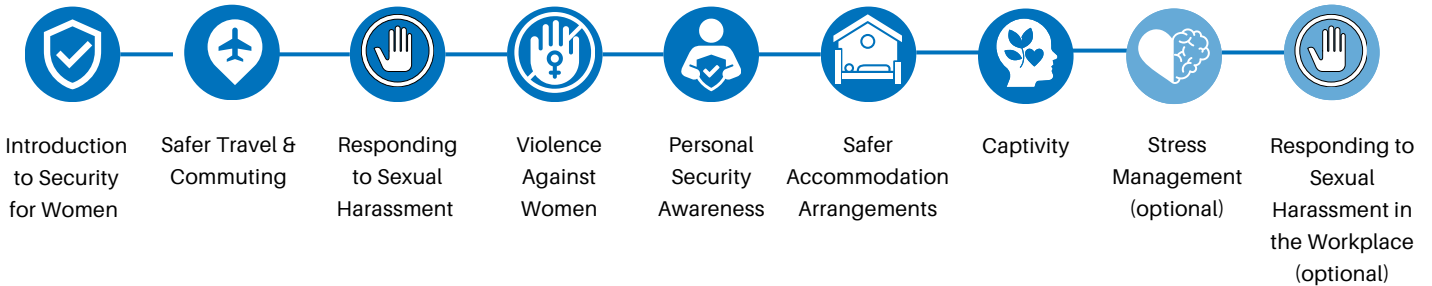 Introduction
to Security
for Women
Safer Travel &
Commuting
Responding
to Sexual
Harassment
Violence
Against
Women
Personal
Security
Awareness
Safer
Accommodation
Arrangements
Captivity
Stress
Management
(optional)
Responding to
Sexual
Harassment in
the Workplace
(optional)